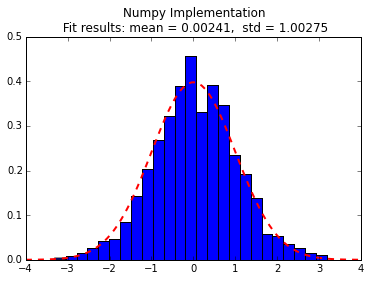 Numpy Implementation
Fit results: mean = 0.00241,  std = 1.00275
0.5
0.4
0.3
0.2
0.1
0.0
−4 −3 −2 −1 0 1 2 3 4